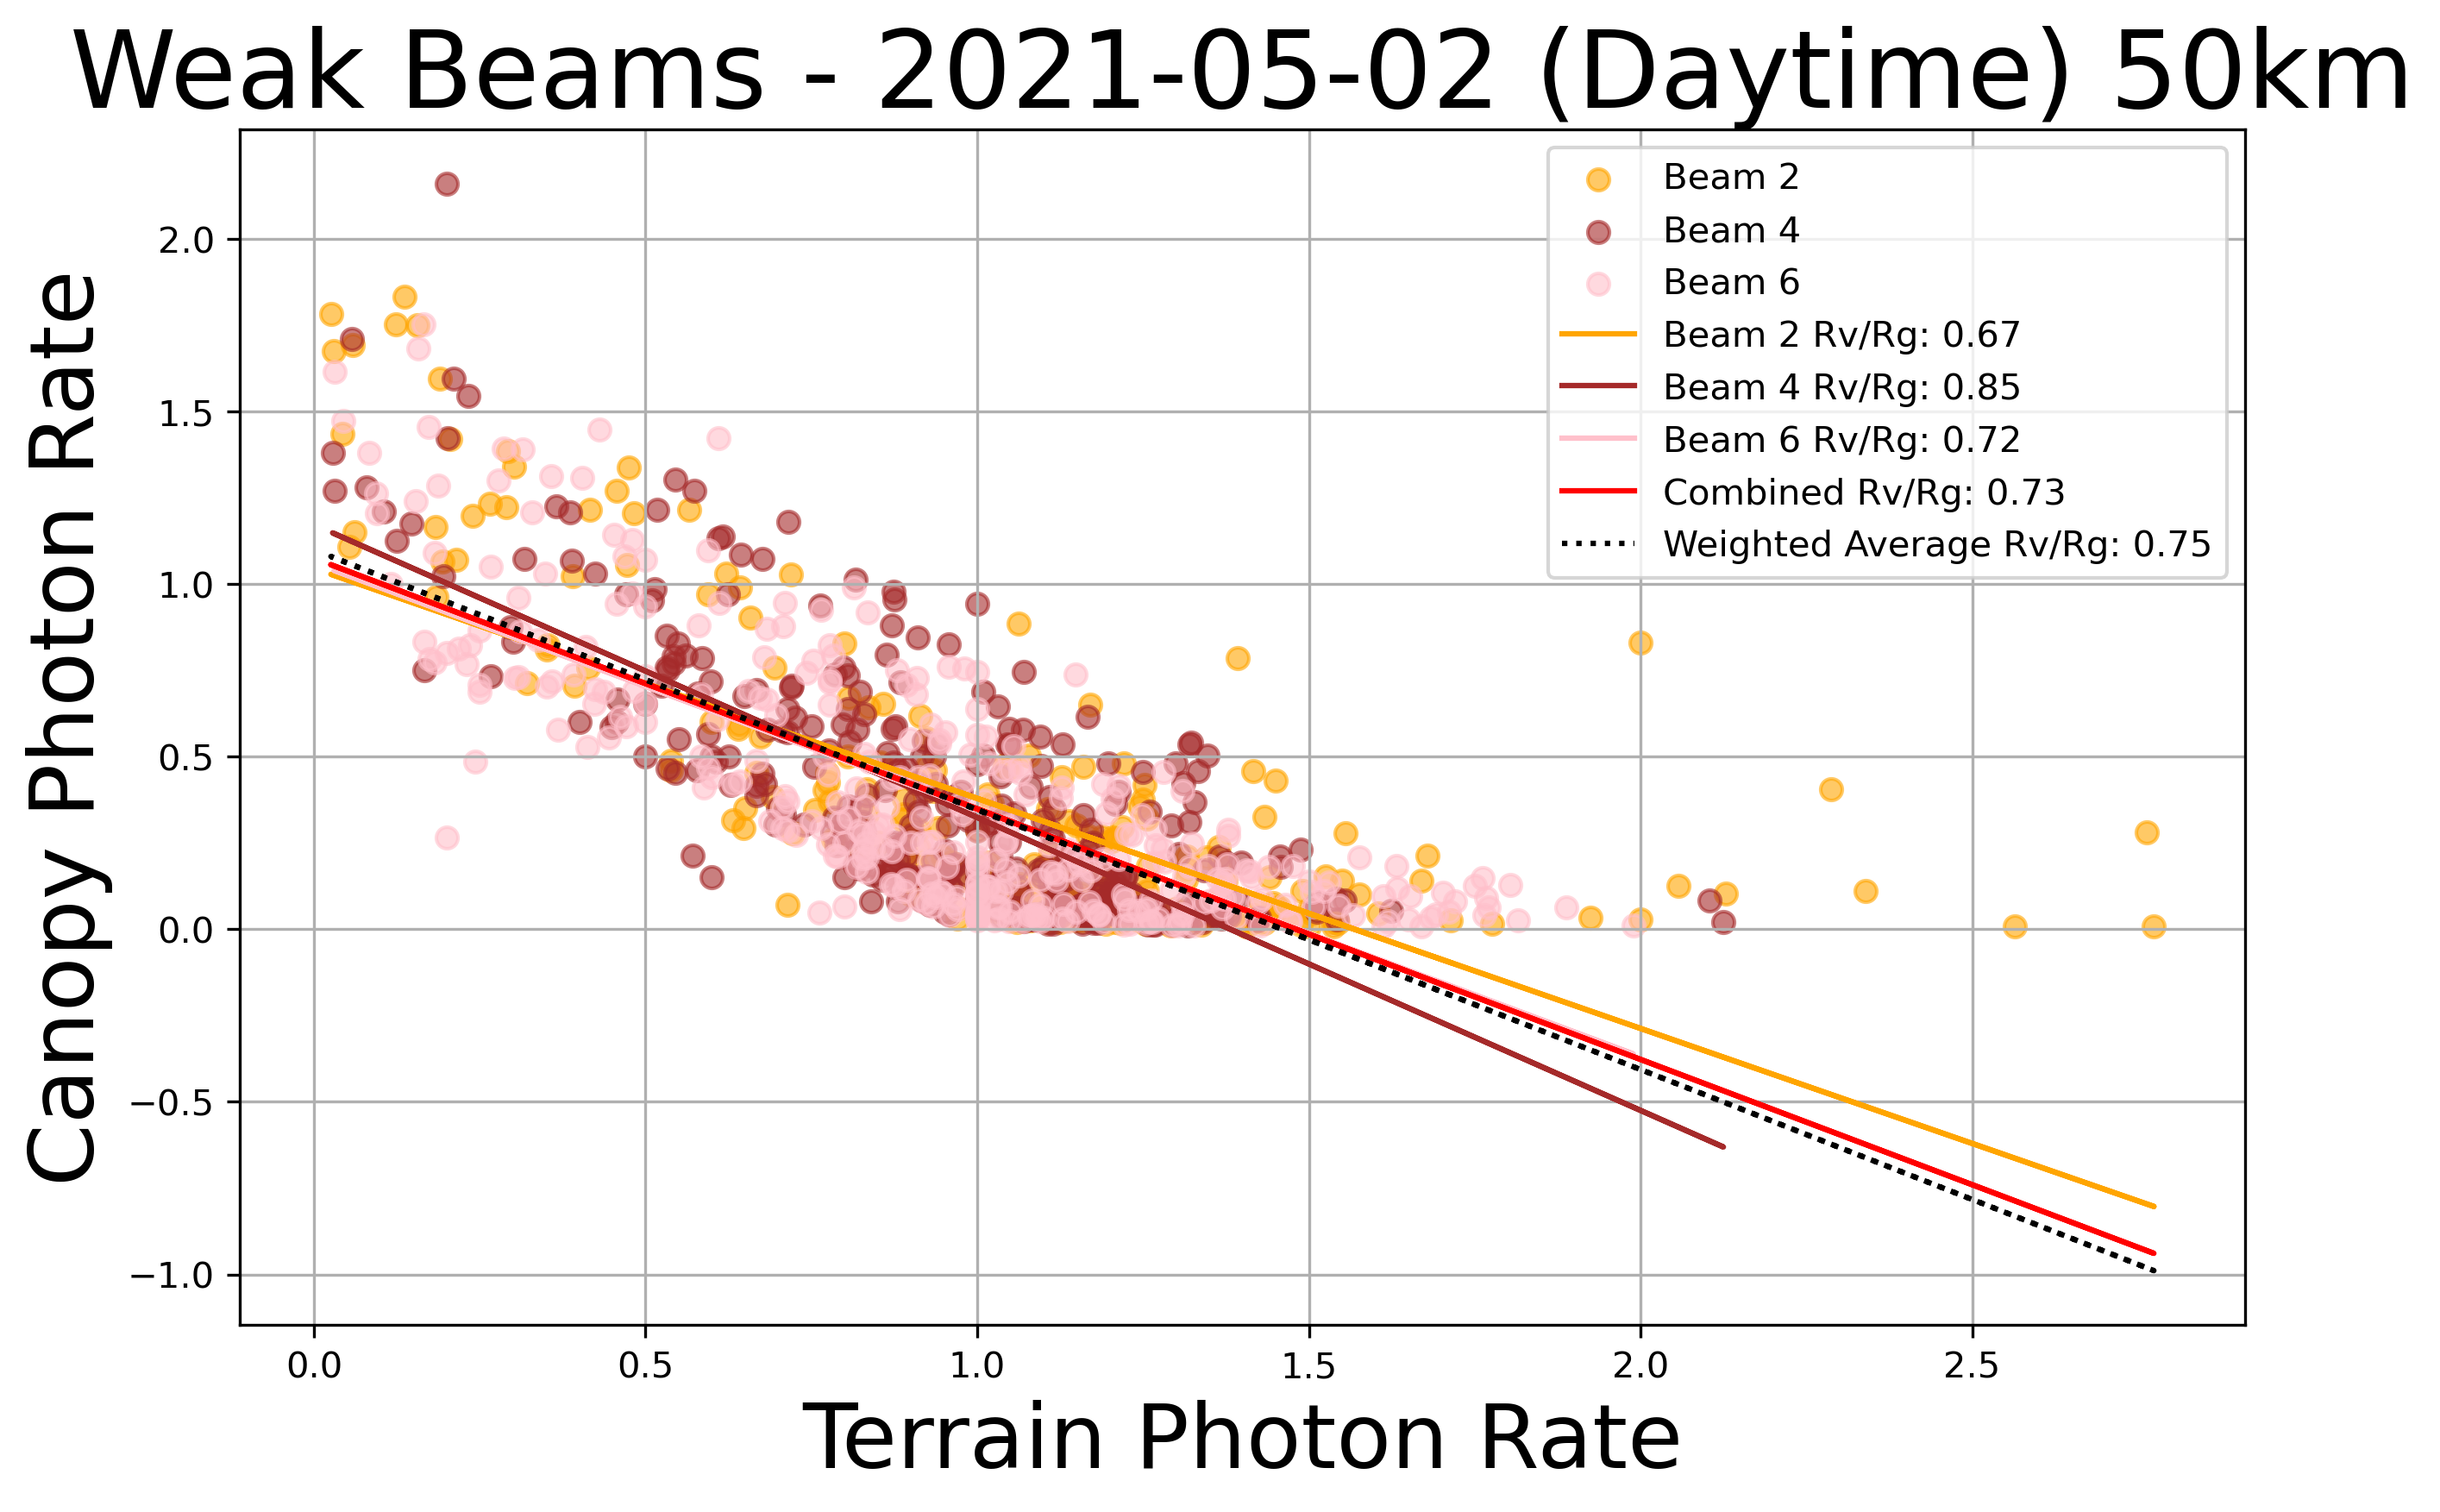 Weak Beams - 2021-05-02 (Daytime) 50km
Canopy Photon Rate
2.0
1.5
1.0
0.5
0.0
−0.5
−1.0
Beam 2
Beam 4
Beam 6
Beam 2 Rv/Rg: 0.67
Beam 4 Rv/Rg: 0.85
Beam 6 Rv/Rg: 0.72
Combined Rv/Rg: 0.73
Weighted Average Rv/Rg: 0.75
0.0 0.5 1.0 1.5 2.0 2.5
Terrain Photon Rate